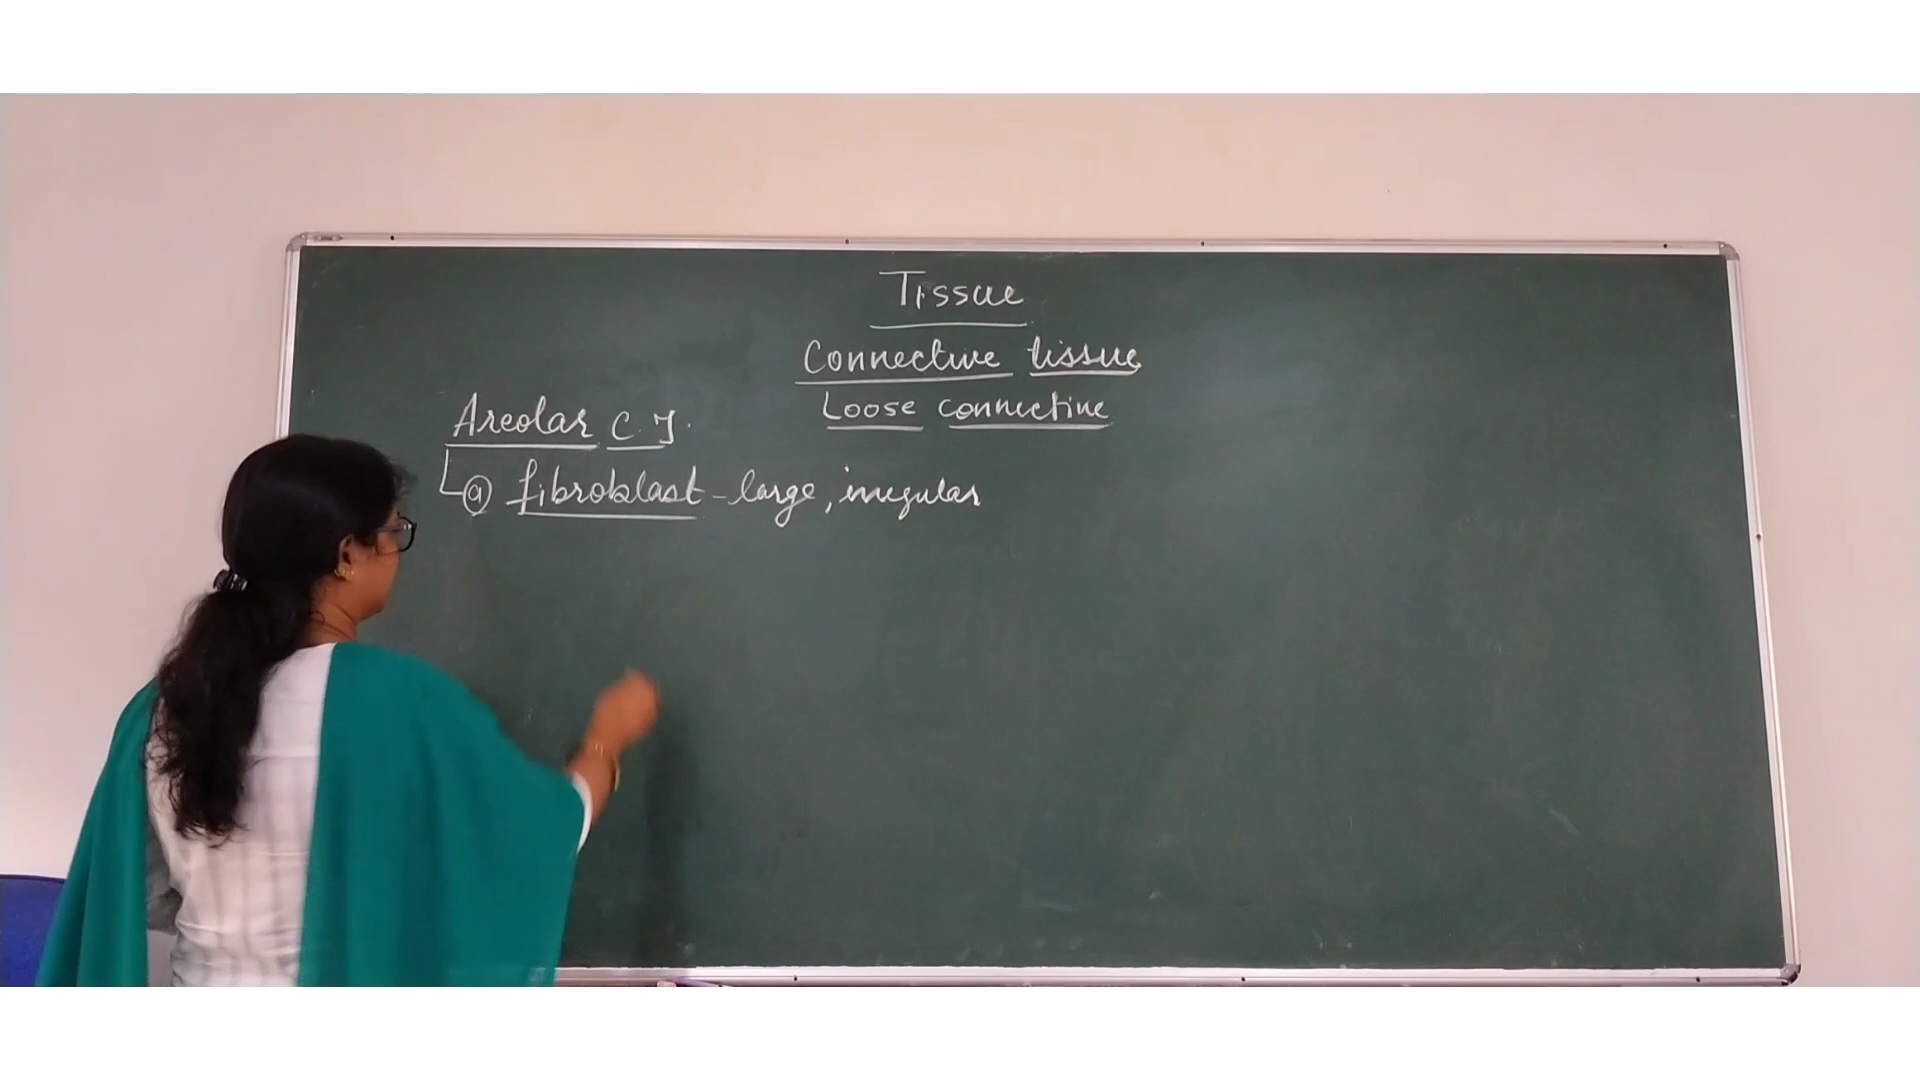 Tissue
Connective tissue
Loose connective
Areolar C.T.
(a) fibroblast - large, irregular